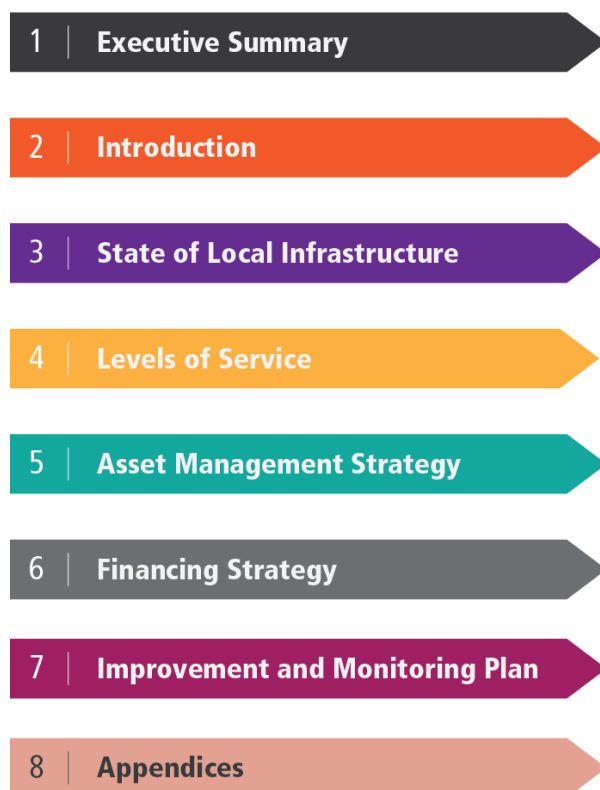 1 | Executive Summary
2 | Introduction
3 | State of Local Infrastructure
4 | Levels of Service
5 | Asset Management Strategy
6 | Financing Strategy
7 | Improvement and Monitoring Plan
8 | Appendices